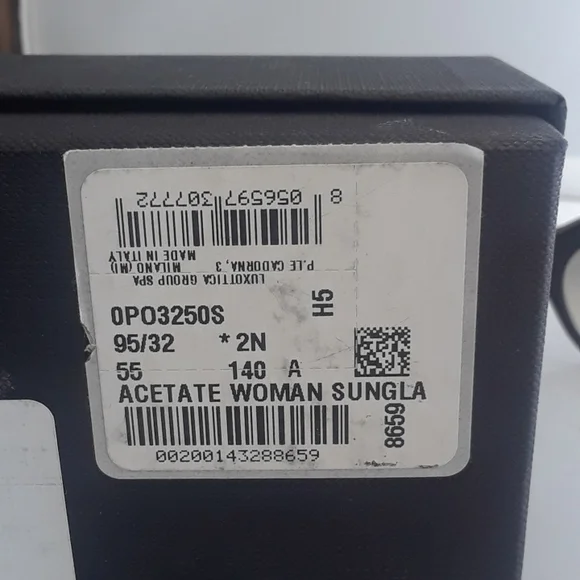 8 056597 307772
LUXOTTICA GROUP SPA
P.LE CADORNA, 3 MILANO (MI)
MADE IN ITALY
0PO3250S
H5
95/32 * 2N
55 140 A
ACETATE WOMAN SUNGLA
8659
00200143288659